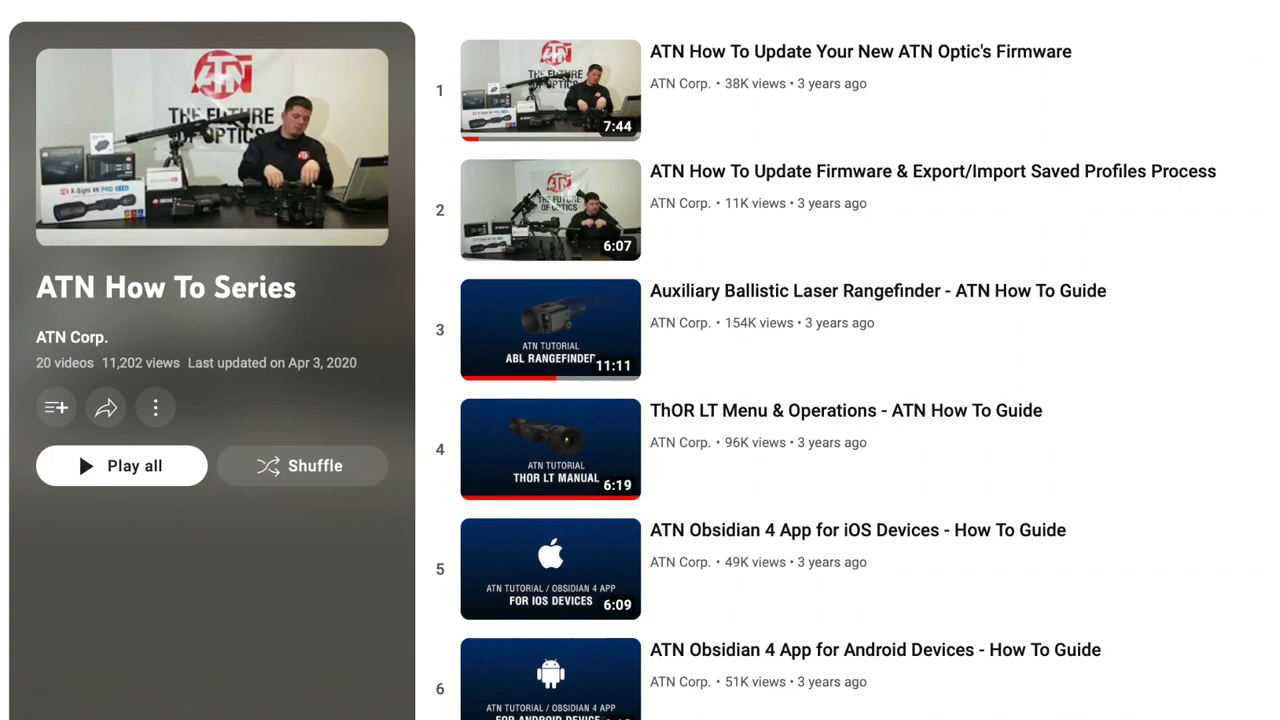 ATN
THE FUTURE
OF OPTICS
ATN How To Series
ATN Corp.
20 videos 11,202 views Last updated on Apr 3, 2020
Play all
Shuffle
1
7:44
ATN How To Update Your New ATN Optic's Firmware
ATN Corp. • 38K views • 3 years ago
2
6:07
ATN How To Update Firmware & Export/Import Saved Profiles Process
ATN Corp. • 11K views • 3 years ago
3
ATN TUTORIAL
ABL RANGEFINDER
11:11
Auxiliary Ballistic Laser Rangefinder - ATN How To Guide
ATN Corp. • 154K views • 3 years ago
4
ATN TUTORIAL
THOR LT MANUAL
6:19
ThOR LT Menu & Operations - ATN How To Guide
ATN Corp. • 96K views • 3 years ago
5
ATN TUTORIAL / OBSIDIAN 4 APP
FOR IOS DEVICES
6:09
ATN Obsidian 4 App for iOS Devices - How To Guide
ATN Corp. • 49K views • 3 years ago
6
ATN TUTORIAL / OBSIDIAN 4 APP
FOR ANDROID DEVICE
ATN Obsidian 4 App for Android Devices - How To Guide
ATN Corp. • 51K views • 3 years ago